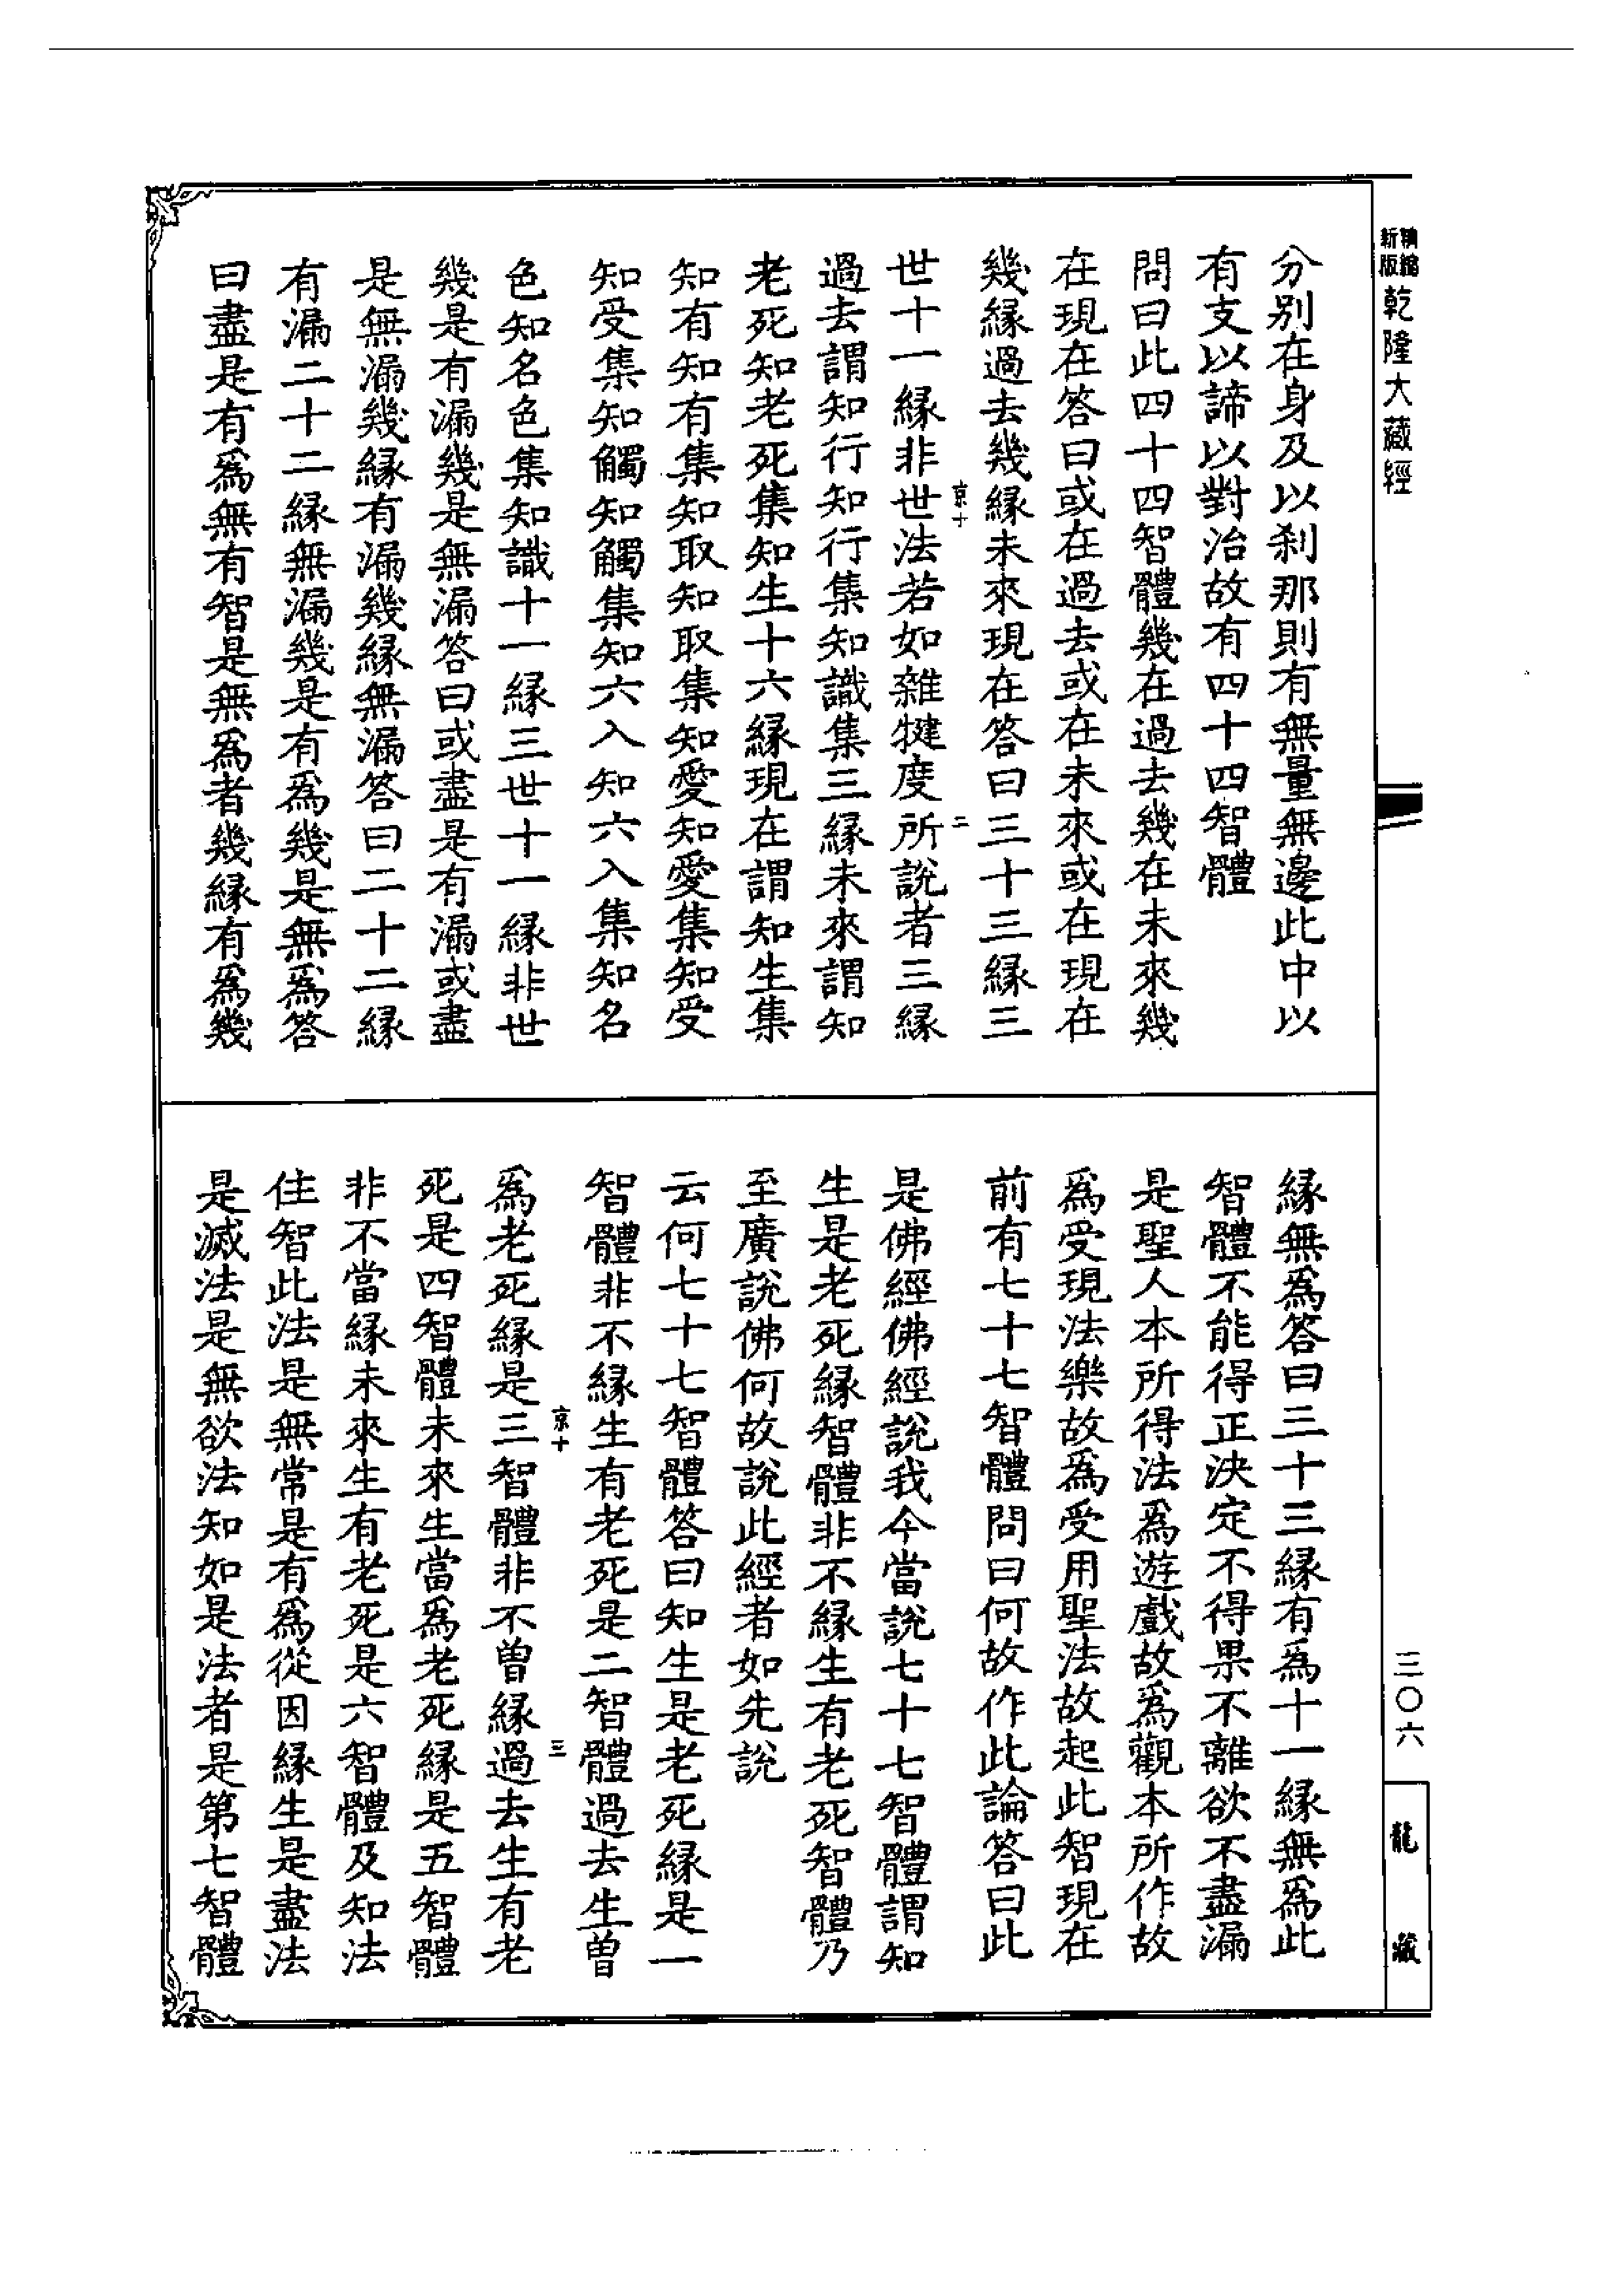 精縮新版乾隆大藏經
分別在身及以剎那則有無量無邊此中以
有支以諦以對治故有四十四智體
問曰此四十四智體幾在過去幾在未來幾
在現在答曰或在過去或在未來或在現在
幾緣過去幾緣未來現在答曰三十三緣三
世十一緣非世法若如雜犍度所說者三緣
京十
二
過去謂知行知行集知識集三緣未來謂知
老死知老死集知生十六緣現在謂知生集
知有知有集知取知取集知愛知愛集知受
知受集知觸知觸集知六入知六入集知名
色知名色集知識十一緣三世十一緣非世
幾是有漏幾是無漏答曰或盡是有漏或盡
是無漏幾緣有漏幾緣無漏答曰二十二緣
有漏二十二緣無漏幾是有爲幾是無爲答
曰盡是有爲無有智是無爲者幾緣有爲幾
緣無爲答曰三十三緣有爲十一緣無爲此
智體不能得正決定不得果不離欲不盡漏
是聖人本所得法爲遊戲故爲觀本所作故
爲受現法樂故爲受用聖法故起此智現在
前有七十七智體問曰何故作此論答曰此
是佛經佛經說我今當說七十七智體謂知
生是老死緣智體非不緣生有老死智體乃
至廣說佛何故說此經者如先說
云何七十七智體答曰知生是老死緣是一
智體非不緣生有老死是二智體過去生曾
京十
三
爲老死緣是三智體非不曾緣過去生有老
死是四智體未來生當爲老死緣是五智體
非不當緣未來生有老死是六智體及知法
住智此法是無常是有爲從因緣生是盡法
是滅法是無欲法知如是法者是第七智體
三〇六
龍藏